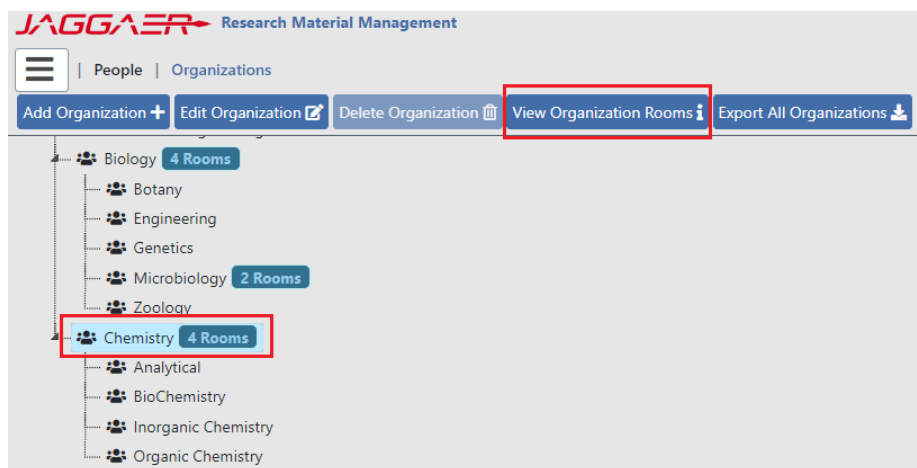 JAGGAER Research Material Management
| People | Organizations
Add Organization Edit Organization Delete Organization View Organization Rooms Export All Organizations
Biology 4 Rooms
Botany
Engineering
Genetics
Microbiology 2 Rooms
Zoology
Chemistry 4 Rooms
Analytical
BioChemistry
Inorganic Chemistry
Organic Chemistry